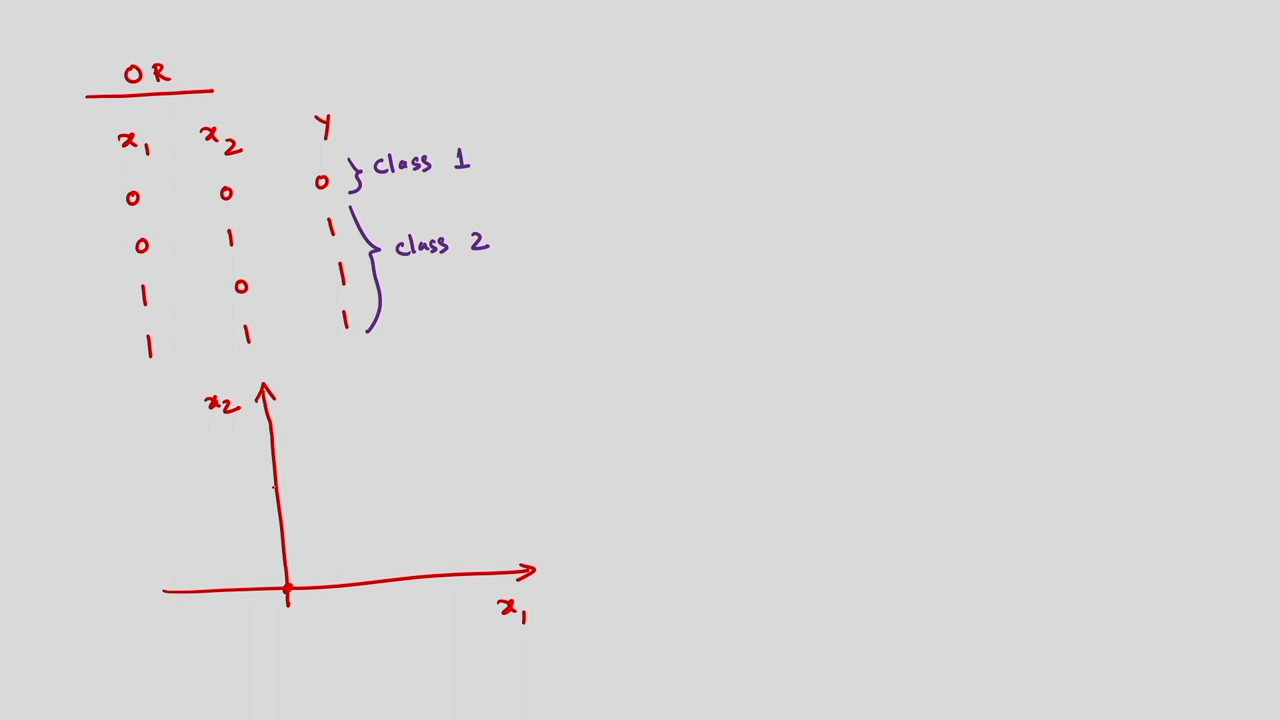 OR
x₁ x₂ Y
0 0 0 } class 1
0 1 1
1 0 1 } class 2
1 1 1
x₂
x₁